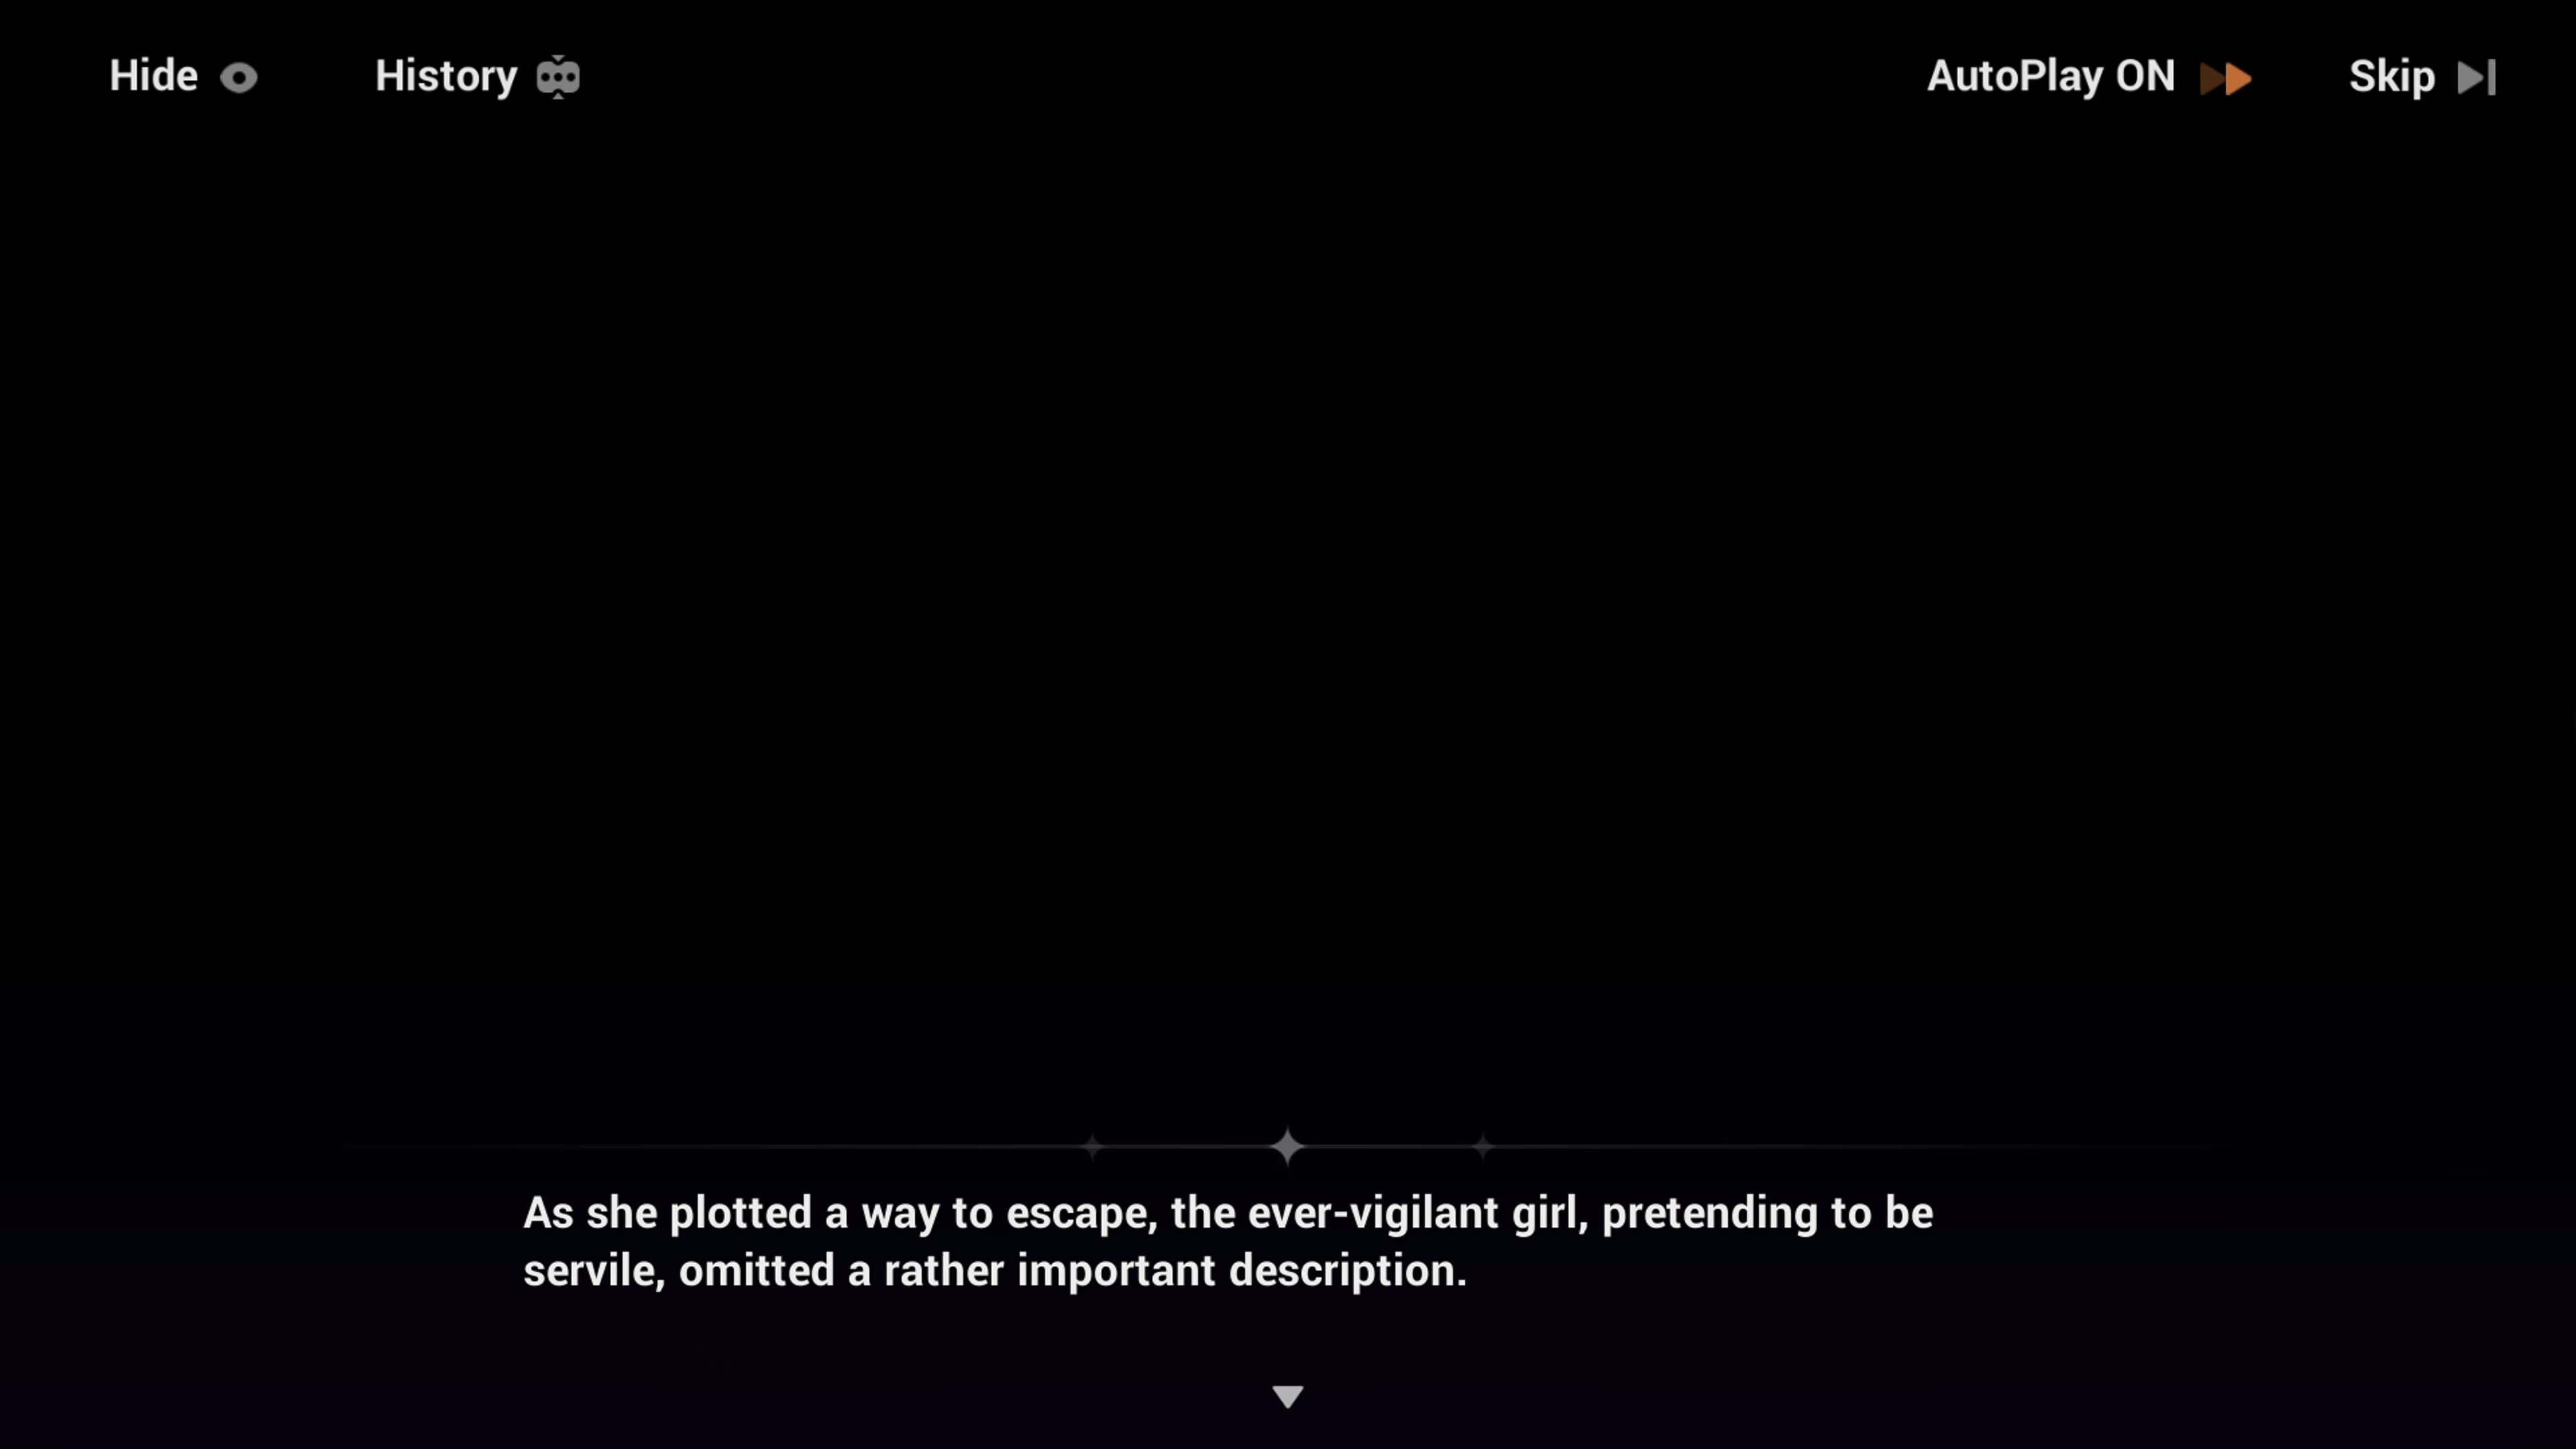 Hide
History
AutoPlay ON
Skip
As she plotted a way to escape, the ever-vigilant girl, pretending to be
servile, omitted a rather important description.